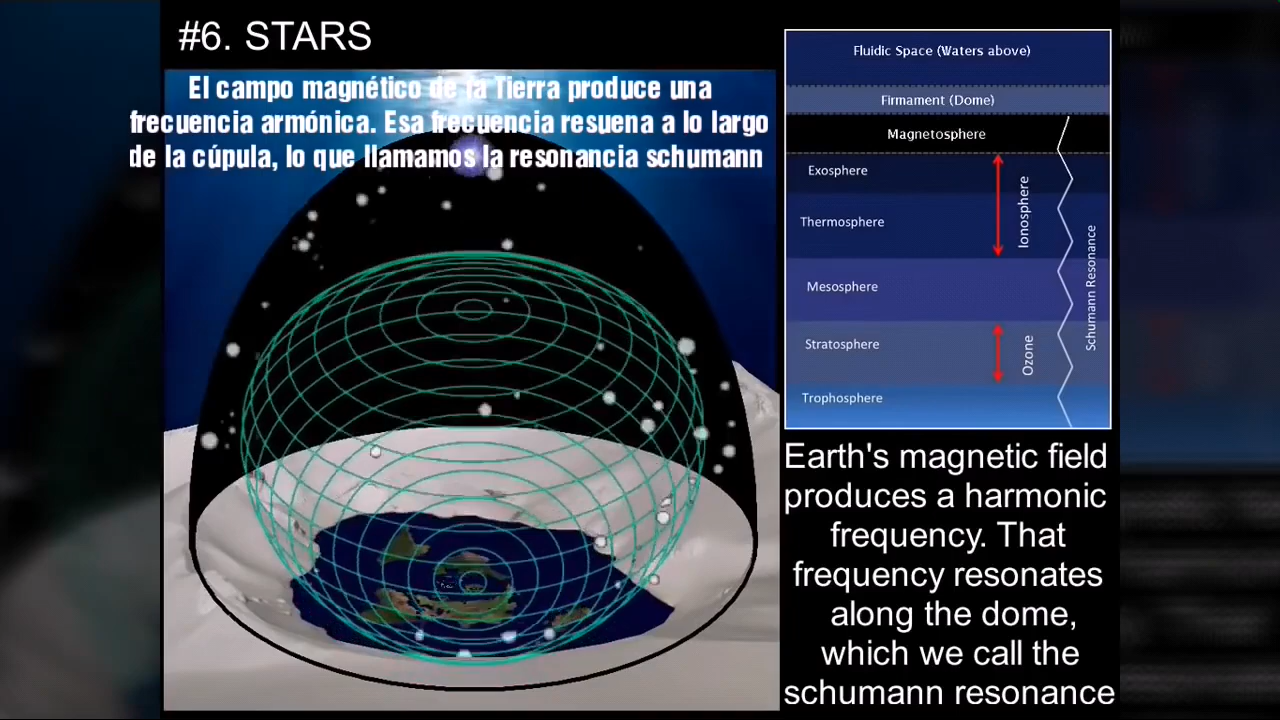 #6. STARS
El campo magnético de la Tierra produce una
frecuencia armónica. Esa frecuencia resuena a lo largo
de la cúpula, lo que llamamos la resonancia schumann
Fluidic Space (Waters above)
Firmament (Dome)
Magnetosphere
Exosphere
Thermosphere
Ionosphere
Mesosphere
Stratosphere
Ozone
Trophosphere
Schumann Resonance
Earth's magnetic field
produces a harmonic
frequency. That
frequency resonates
along the dome,
which we call the
schumann resonance